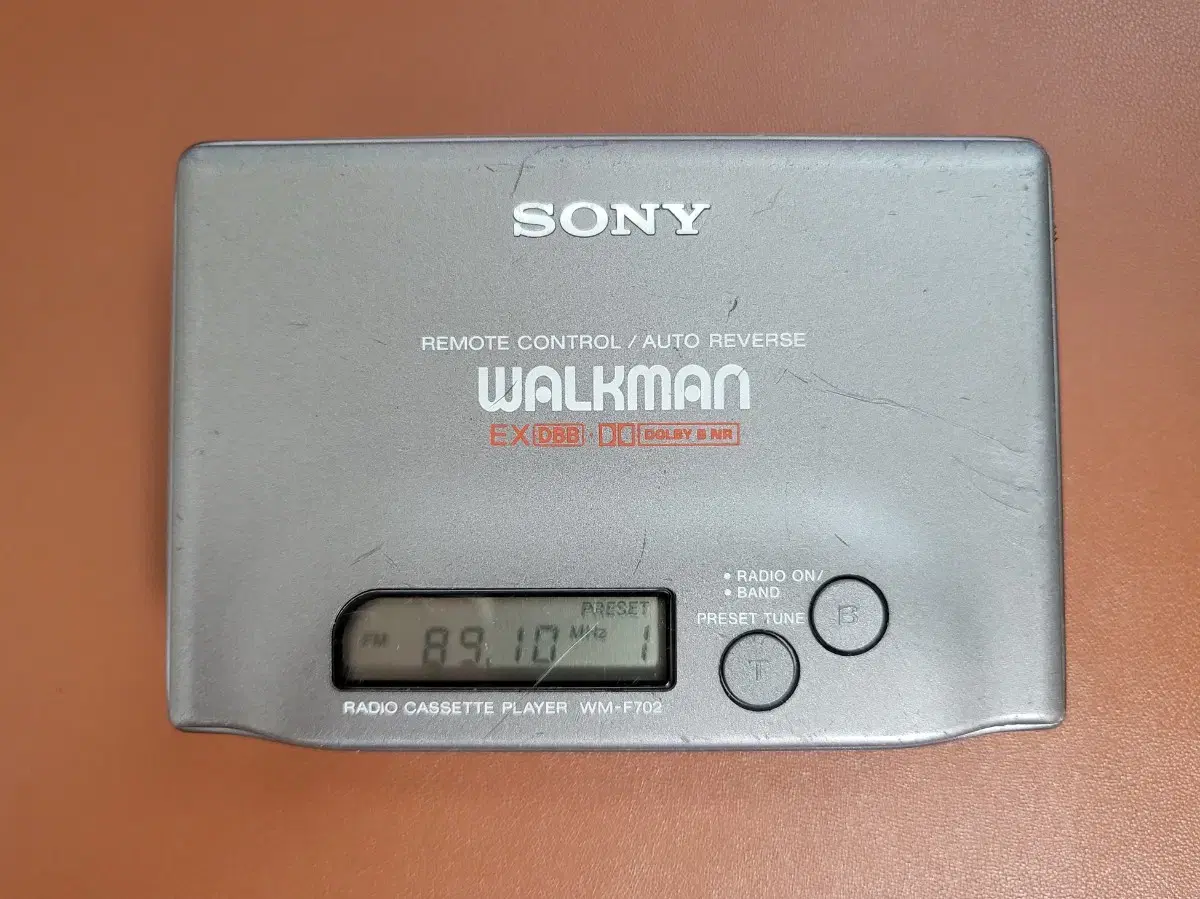 SONY
REMOTE CONTROL / AUTO REVERSE
WALKMAN
EX DBB DOLBY B NR
• RADIO ON/
• BAND
B
PRESET TUNE
T
PRESET
FM 89.10 MHz 1
RADIO CASSETTE PLAYER WM-F702